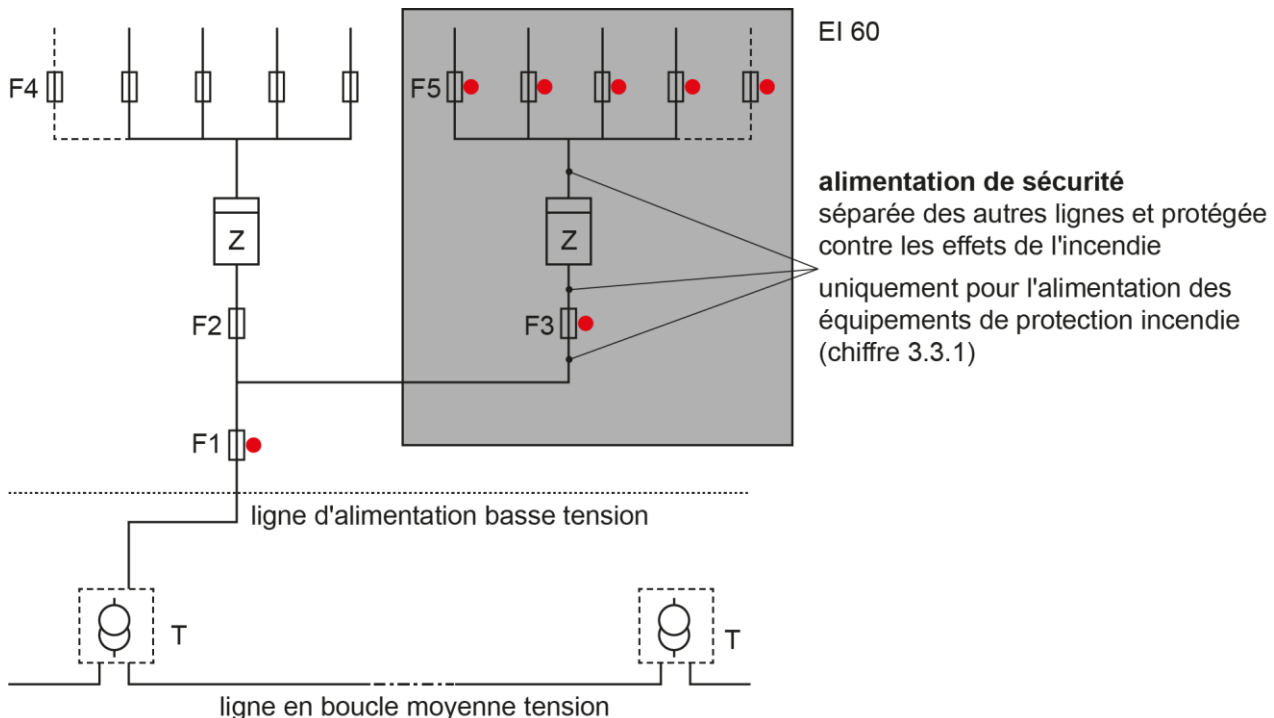 EI 60
F4
F5
alimentation de sécurité
séparée des autres lignes et protégée
contre les effets de l'incendie
uniquement pour l'alimentation des
équipements de protection incendie
(chiffre 3.3.1)
Z
Z
F2
F3
F1
ligne d'alimentation basse tension
T
T
ligne en boucle moyenne tension